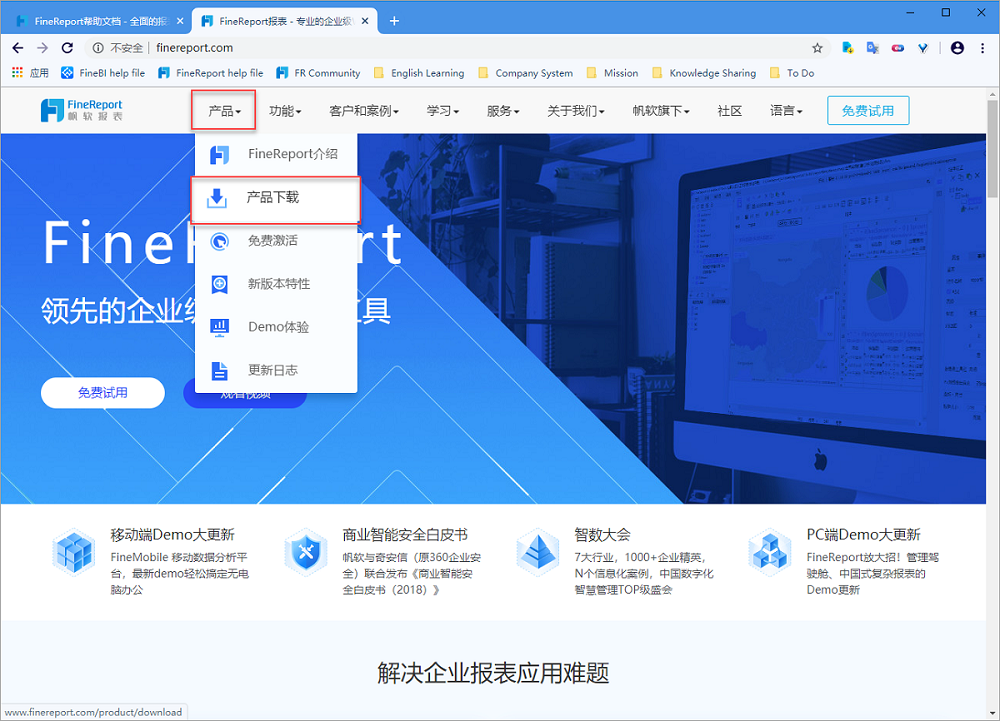 FineReport帮助文档 - 全面的报
FineReport报表 - 专业的企业级
不安全
finereport.com
应用
FineBI help file
FineReport help file
FR Community
English Learning
Company System
Mission
Knowledge Sharing
To Do
FineReport
帆软报表
产品
功能
客户和案例
学习
服务
关于我们
帆软旗下
社区
语言
免费试用
FineReport介绍
产品下载
免费激活
新版本特性
Demo体验
更新日志
FineReport
领先的企业级
工具
免费试用
观看视频
移动端Demo大更新
FineMobile 移动数据分析平
台，最新demo轻松搞定无电
脑办公
商业智能安全白皮书
帆软与奇安信（原360企业安
全）联合发布《商业智能安
全白皮书（2018）》
智数大会
7大行业，1000+企业精英，
N个信息化案例，中国数字化
智慧管理TOP级盛会
PC端Demo大更新
FineReport放大招！管理驾
驶舱、中国式复杂报表的
Demo更新
解决企业报表应用难题
www.finereport.com/product/download